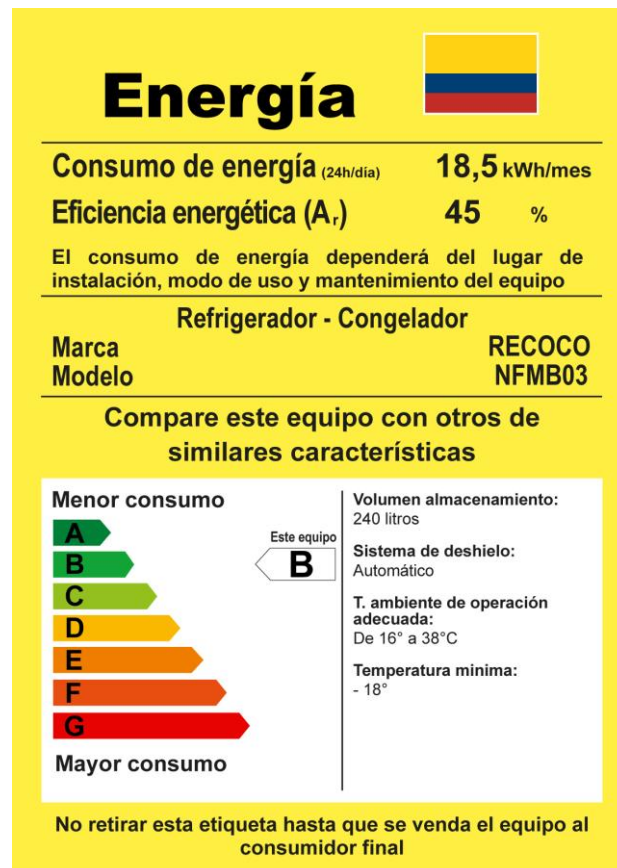 Energía
Consumo de energía (24h/día) 18,5 kWh/mes
Eficiencia energética (Ar) 45 %
El consumo de energía dependerá del lugar de
instalación, modo de uso y mantenimiento del equipo
Refrigerador - Congelador
Marca RECOCO
Modelo NFMB03
Compare este equipo con otros de
similares características
Menor consumo
A
B
C
D
E
F
G
Mayor consumo
Este equipo
B
Volumen almacenamiento:
240 litros
Sistema de deshielo:
Automático
T. ambiente de operación
adecuada:
De 16° a 38°C
Temperatura minima:
- 18°
No retirar esta etiqueta hasta que se venda el equipo al
consumidor final